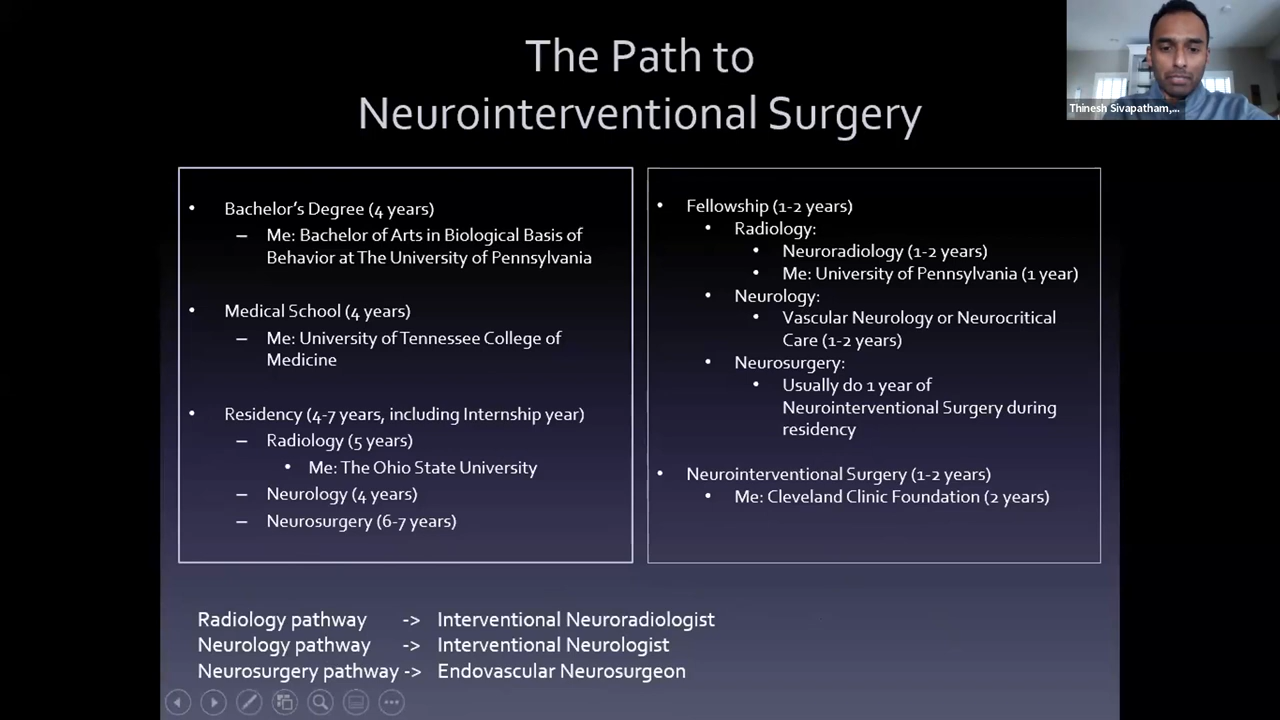 The Path to
Neurointerventional Surgery
Thinesh Sivapatham,...
• Bachelor's Degree (4 years)
– Me: Bachelor of Arts in Biological Basis of
Behavior at The University of Pennsylvania
• Medical School (4 years)
– Me: University of Tennessee College of
Medicine
• Residency (4-7 years, including Internship year)
– Radiology (5 years)
• Me: The Ohio State University
– Neurology (4 years)
– Neurosurgery (6-7 years)
• Fellowship (1-2 years)
• Radiology:
• Neuroradiology (1-2 years)
• Me: University of Pennsylvania (1 year)
• Neurology:
• Vascular Neurology or Neurocritical
Care (1-2 years)
• Neurosurgery:
• Usually do 1 year of
Neurointerventional Surgery during
residency
• Neurointerventional Surgery (1-2 years)
• Me: Cleveland Clinic Foundation (2 years)
Radiology pathway -> Interventional Neuroradiologist
Neurology pathway -> Interventional Neurologist
Neurosurgery pathway -> Endovascular Neurosurgeon